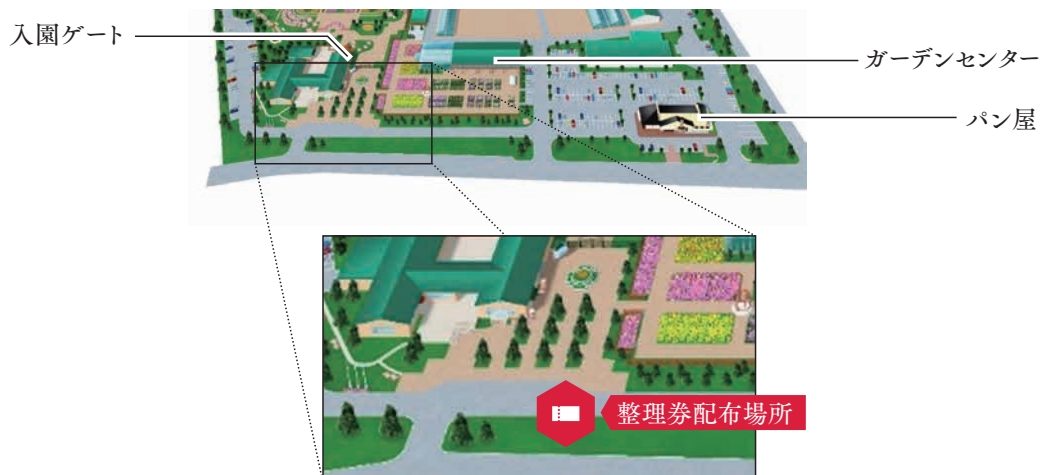 入園ゲート
ガーデンセンター
パン屋
整理券配布場所